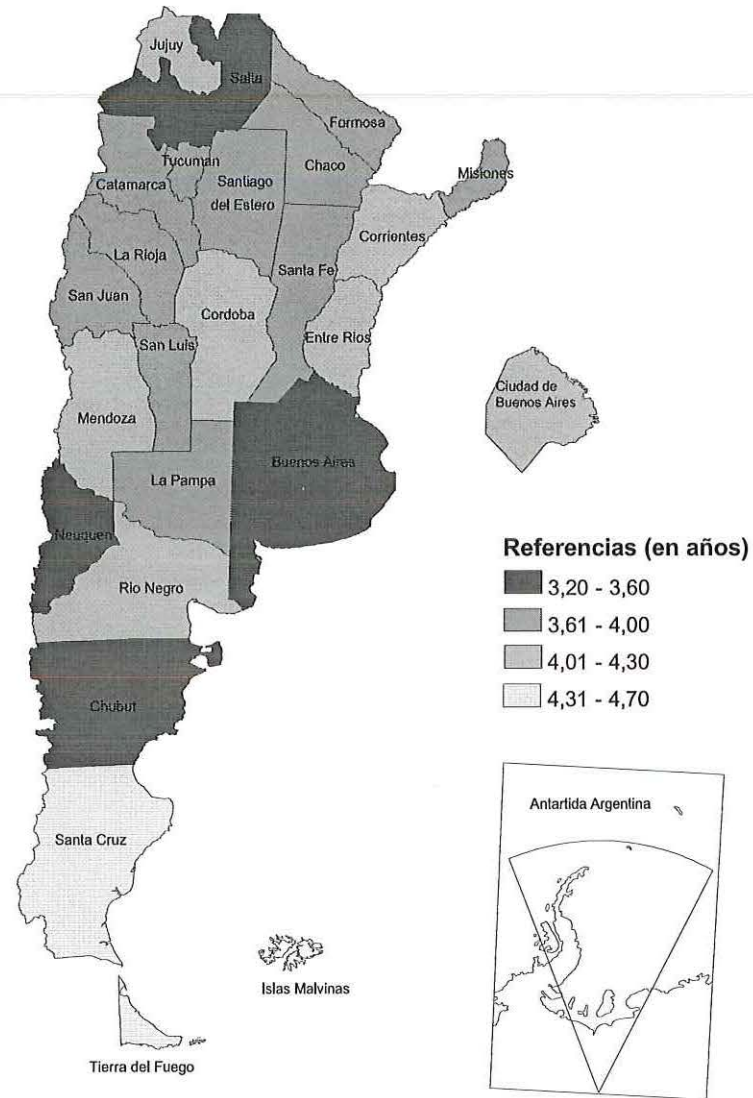 Jujuy
Salta
Formosa
Tucuman
Chaco
Catamarca
Santiago
del Estero
Misiones
Corrientes
La Rioja
Santa Fe
San Juan
Cordoba
San Luis
Entre Rios
Mendoza
Ciudad de
Buenos Aires
Buenos Aires
La Pampa
Neuquen
Rio Negro
Chubut
Santa Cruz
Islas Malvinas
Tierra del Fuego
Referencias (en años)
3,20 - 3,60
3,61 - 4,00
4,01 - 4,30
4,31 - 4,70
Antartida Argentina